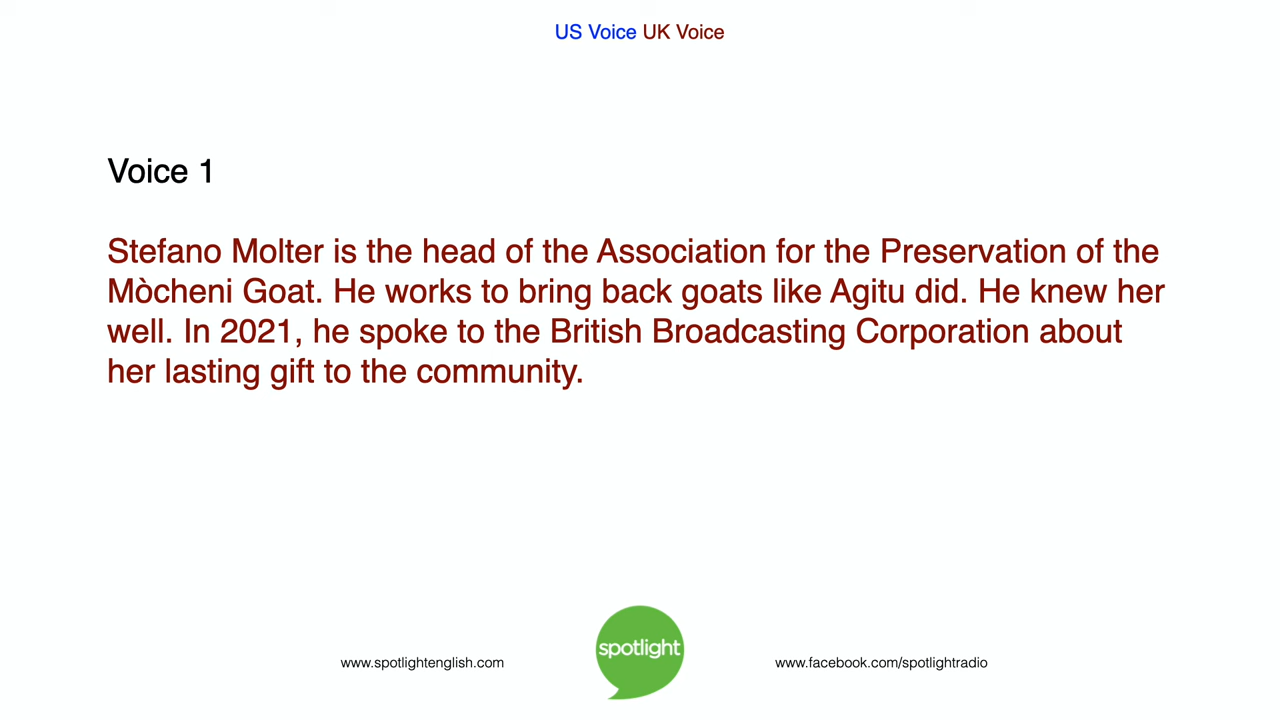 US Voice UK Voice
Voice 1
Stefano Molter is the head of the Association for the Preservation of the
Mòcheni Goat. He works to bring back goats like Agitu did. He knew her
well. In 2021, he spoke to the British Broadcasting Corporation about
her lasting gift to the community.
www.spotlightenglish.com
spotlight
www.facebook.com/spotlightradio